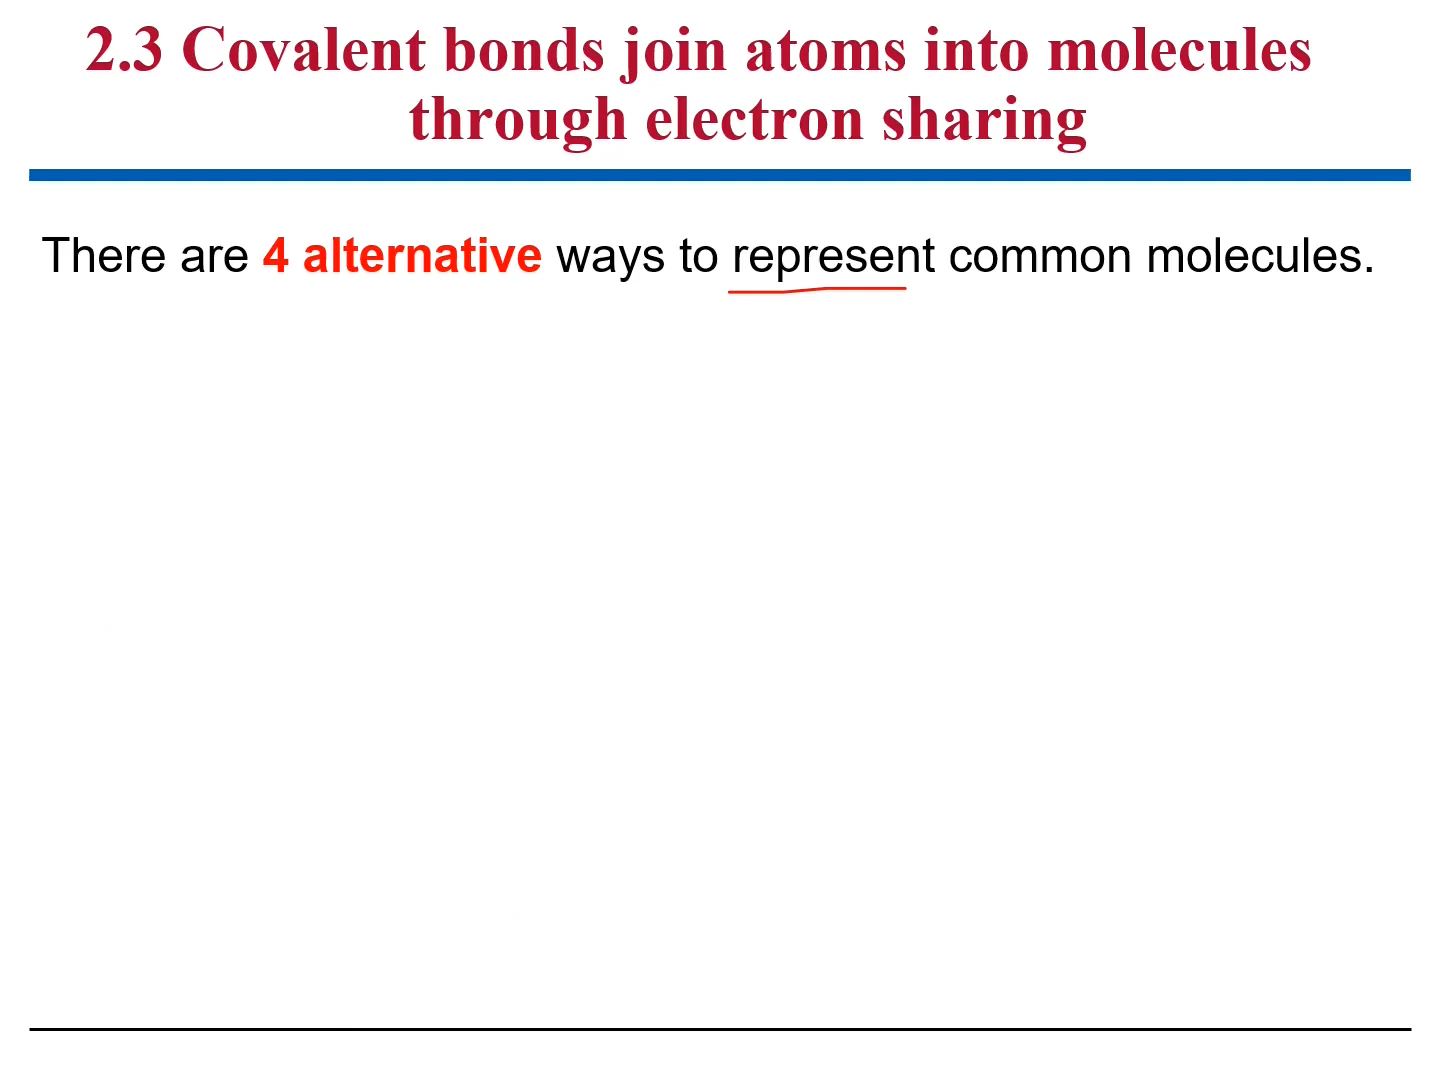 2.3 Covalent bonds join atoms into molecules
through electron sharing
There are 4 alternative ways to represent common molecules.